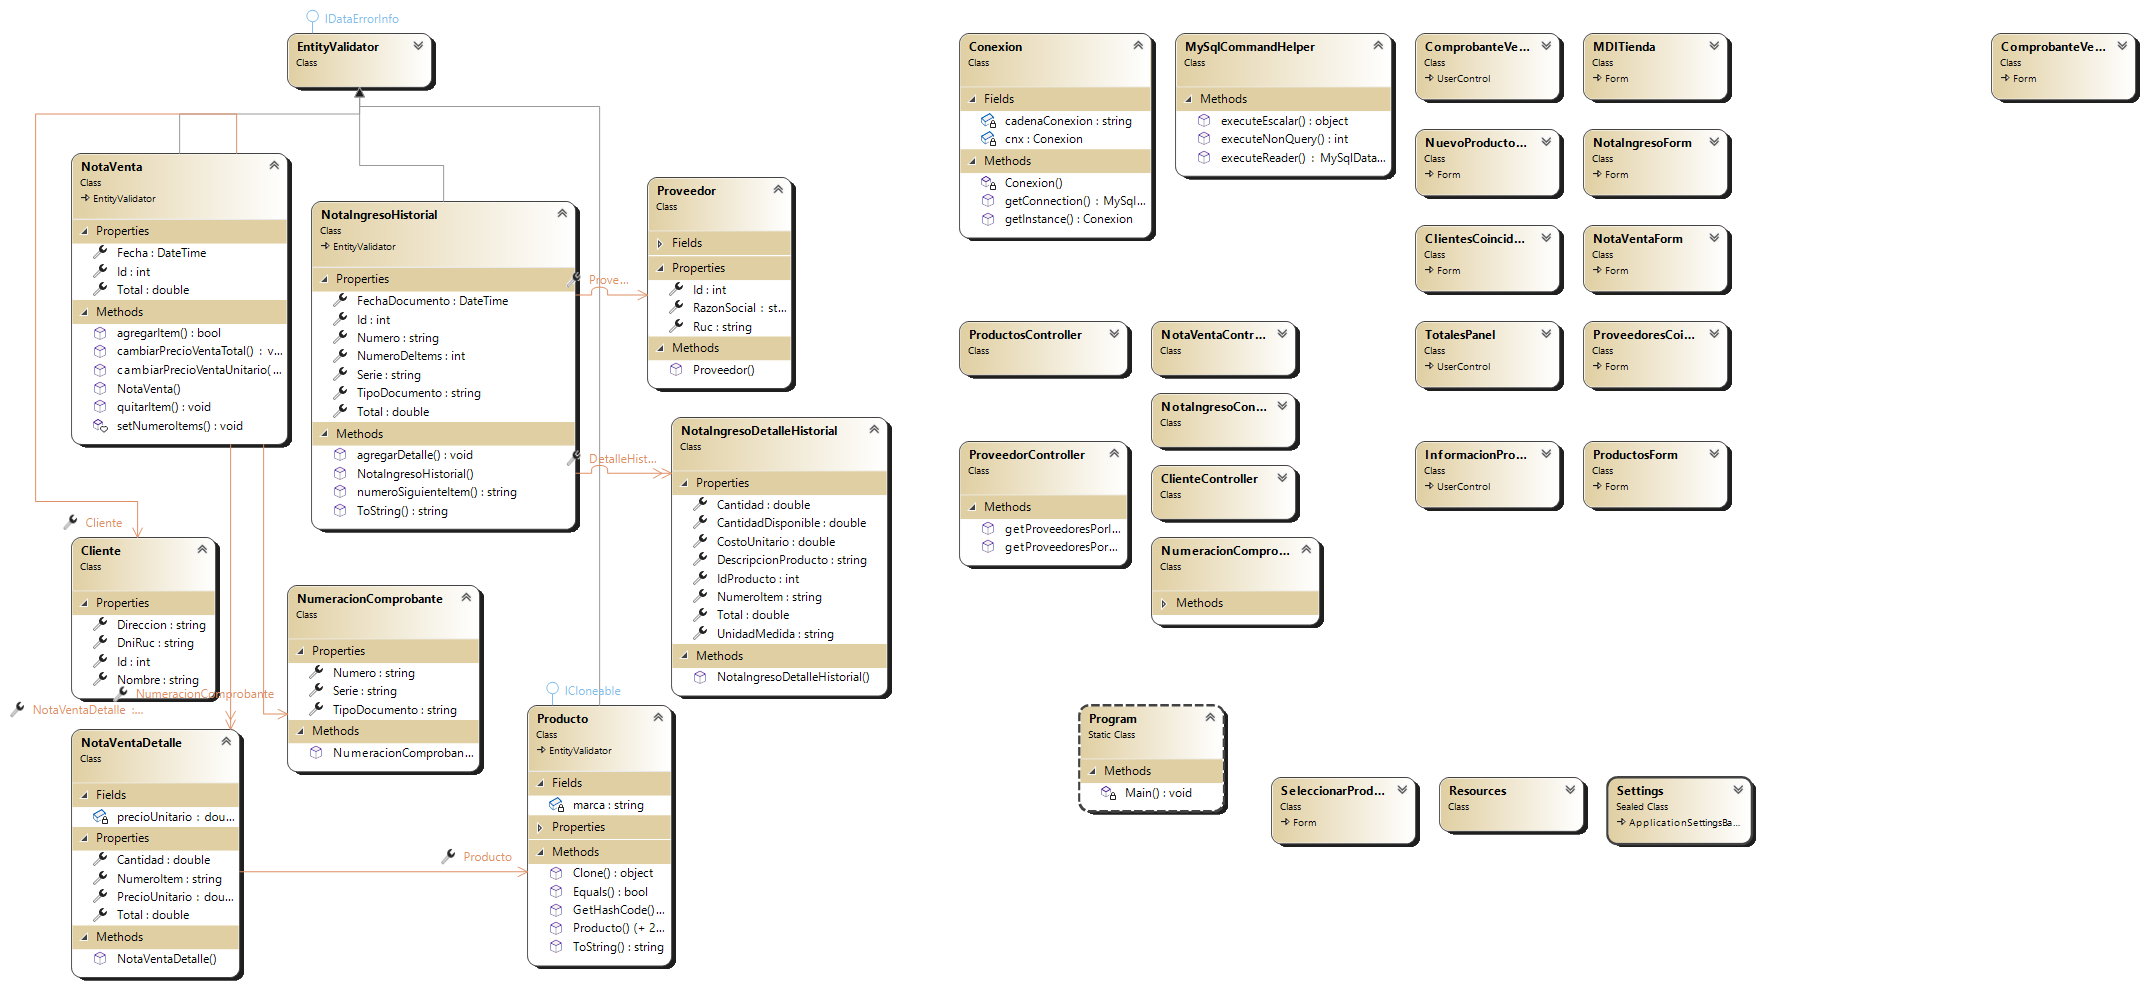 IDataErrorInfo
EntityValidator
Class
NotaVenta
Class
EntityValidator
Properties
Fecha : DateTime
Id : int
Total : double
Methods
agregarItem() : bool
cambiarPrecioVentaTotal() : v...
cambiarPrecioVentaUnitario(...
NotaVenta()
quitarItem() : void
setNumeroItems() : void
NotaIngresoHistorial
Class
EntityValidator
Properties
FechaDocumento : DateTime
Id : int
Numero : string
NumeroDeItems : int
Serie : string
TipoDocumento : string
Total : double
Methods
agregarDetalle() : void
NotaIngresoHistorial()
numeroSiguienteItem() : string
ToString() : string
Prove...
DetalleHist...
Proveedor
Class
Fields
Properties
Id : int
RazonSocial : st...
Ruc : string
Methods
Proveedor()
NotaIngresoDetalleHistorial
Class
Properties
Cantidad : double
CantidadDisponible : double
CostoUnitario : double
DescripcionProducto : string
IdProducto : int
NumeroItem : string
Total : double
UnidadMedida : string
Methods
NotaIngresoDetalleHistorial()
Cliente
Cliente
Class
Properties
Direccion : string
DniRuc : string
Id : int
Nombre : string
NumeracionComprobante
NotaVentaDetalle :...
NumeracionComprobante
Class
Properties
Numero : string
Serie : string
TipoDocumento : string
Methods
NumeracionComproban...
NotaVentaDetalle
Class
Fields
precioUnitario : dou...
Properties
Cantidad : double
NumeroItem : string
PrecioUnitario : dou...
Total : double
Methods
NotaVentaDetalle()
Producto
ICloneable
Producto
Class
EntityValidator
Fields
marca : string
Properties
Methods
Clone() : object
Equals() : bool
GetHashCode()...
Producto() (+ 2...
ToString() : string
Conexion
Class
Fields
cadenaConexion : string
cnx : Conexion
Methods
Conexion()
getConnection() : MySql...
getInstance() : Conexion
MySqlCommandHelper
Class
Methods
executeEscalar() : object
executeNonQuery() : int
executeReader() : MySqlData...
ComprobanteVe...
Class
UserControl
MDITienda
Class
Form
ComprobanteVe...
Class
Form
NuevoProducto...
Class
Form
NotaIngresoForm
Class
Form
ClientesCoincid...
Class
Form
NotaVentaForm
Class
Form
ProductosController
Class
NotaVentaContr...
Class
TotalesPanel
Class
UserControl
ProveedoresCoi...
Class
Form
NotaIngresoCon...
Class
ProveedorController
Class
Methods
getProveedoresPorI...
getProveedoresPor...
ClienteController
Class
InformacionPro...
Class
UserControl
ProductosForm
Class
Form
NumeracionCompro...
Class
Methods
Program
Static Class
Methods
Main() : void
SeleccionarProd...
Class
Form
Resources
Class
Settings
Sealed Class
ApplicationSettingsBa...